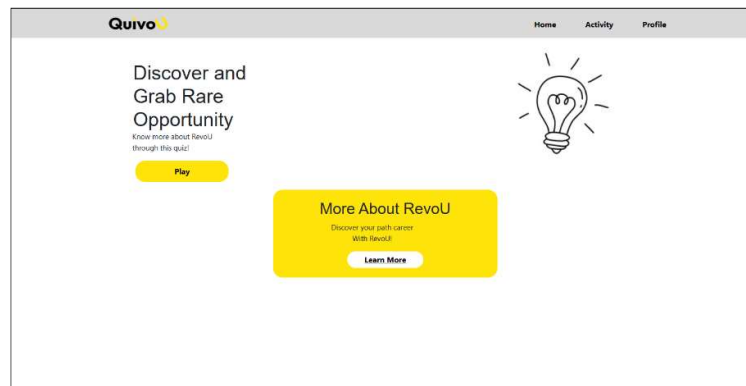 QuivoU
Home Activity Profile
Discover and
Grab Rare
Opportunity
Know more about RevoU
through this quiz!
Play
More About RevoU
Discover your path career
With RevoU!
Learn More